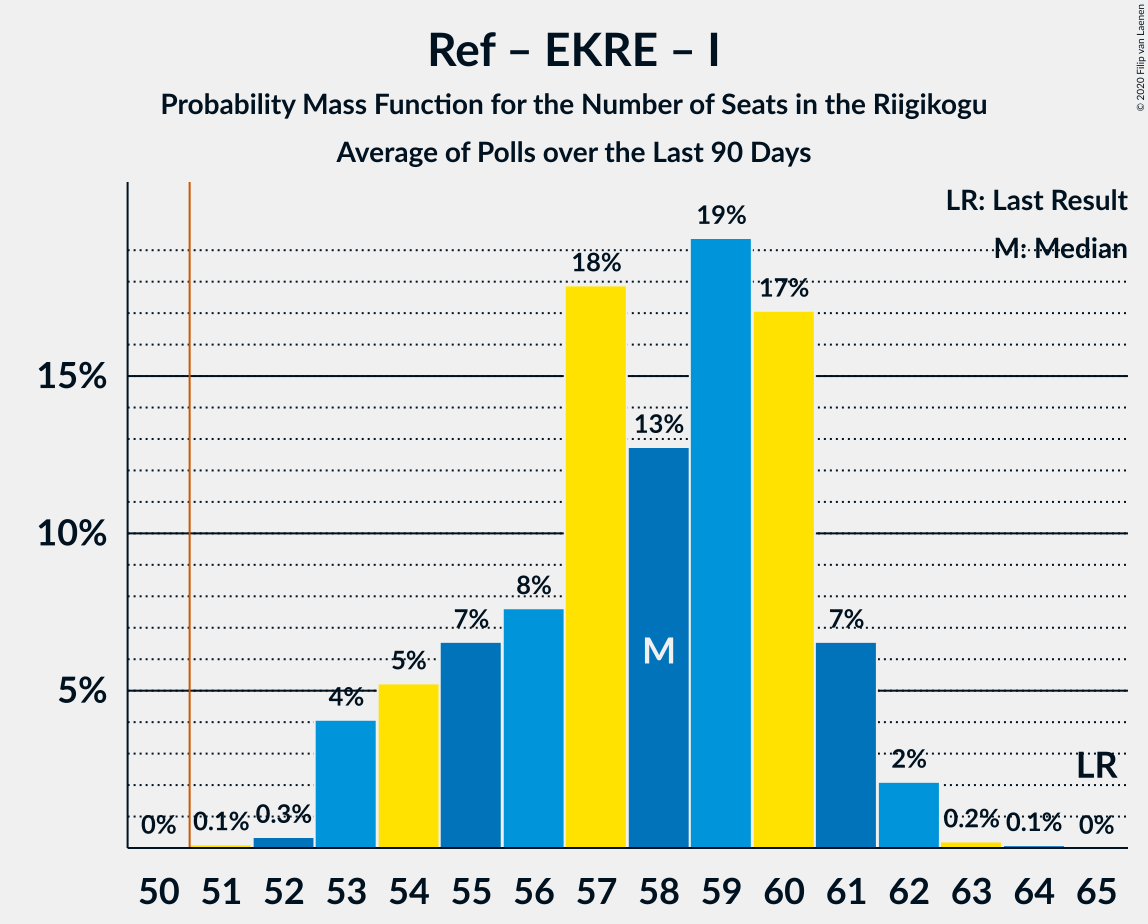 Ref – EKRE – I
Probability Mass Function for the Number of Seats in the Riigikogu
Average of Polls over the Last 90 Days
© 2020 Filip van Laenen
LR: Last Result
M: Median
19%
18%
17%
15%
13%
10%
8%
7%
7%
M
5%
5%
4%
2%
LR
0%
0.1%
0.3%
0.2%
0.1%
0%
50 51 52 53 54 55 56 57 58 59 60 61 62 63 64 65